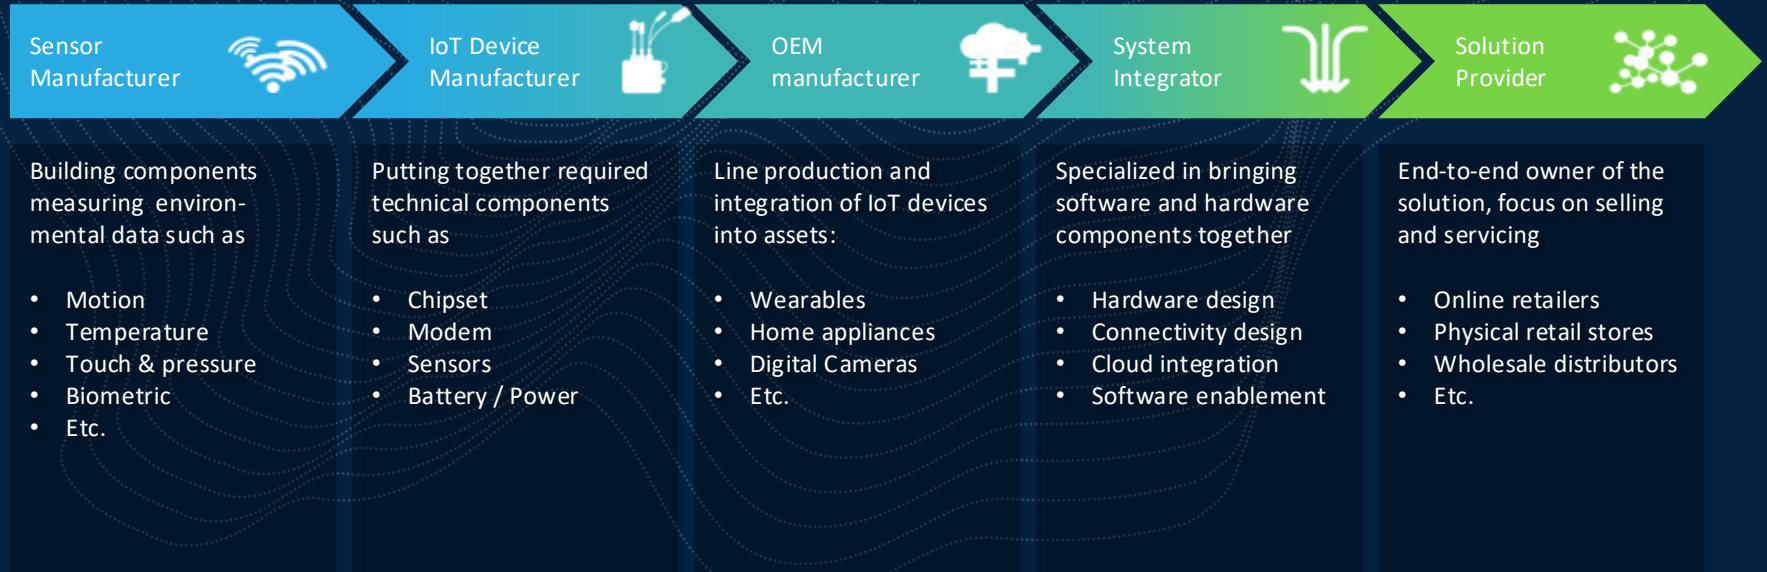 Sensor
Manufacturer
IoT Device
Manufacturer
OEM
manufacturer
System
Integrator
Solution
Provider
Building components
measuring environ-
mental data such as
• Motion
• Temperature
• Touch & pressure
• Biometric
• Etc.
Putting together required
technical components
such as
• Chipset
• Modem
• Sensors
• Battery / Power
Line production and
integration of IoT devices
into assets:
• Wearables
• Home appliances
• Digital Cameras
• Etc.
Specialized in bringing
software and hardware
components together
• Hardware design
• Connectivity design
• Cloud integration
• Software enablement
End-to-end owner of the
solution, focus on selling
and servicing
• Online retailers
• Physical retail stores
• Wholesale distributors
• Etc.